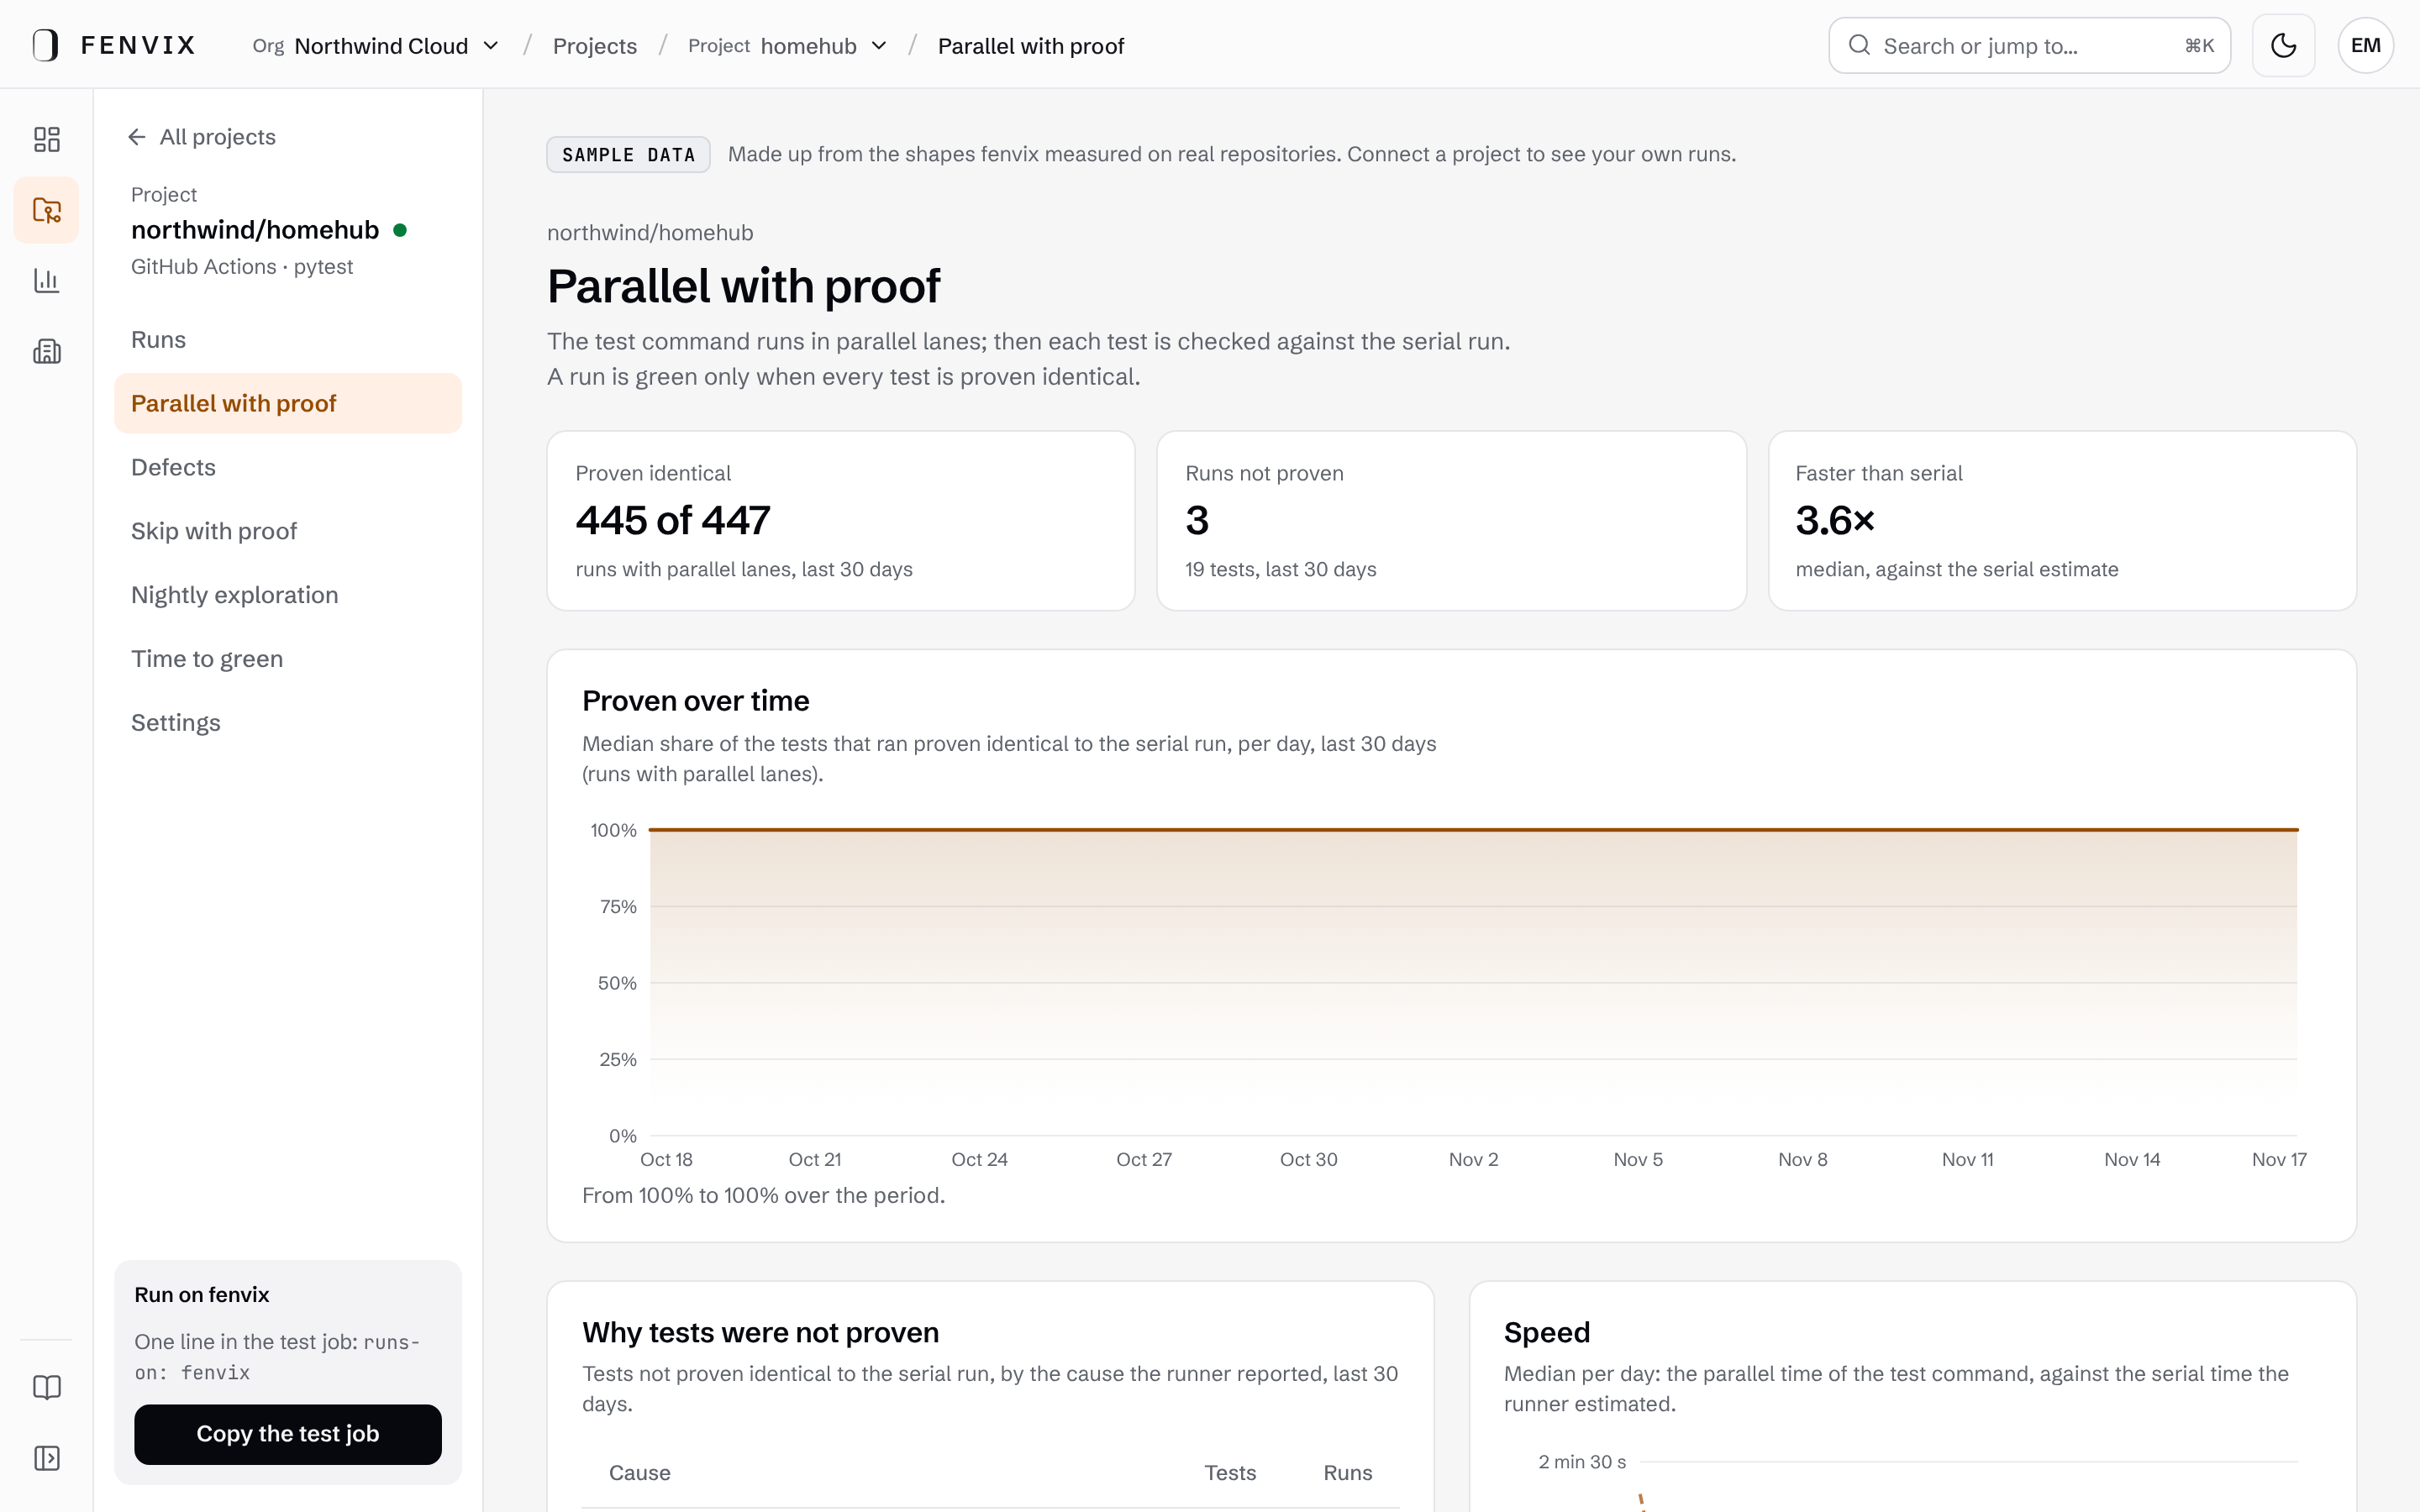 FENVIX
Org Northwind Cloud / Projects / Project homehub / Parallel with proof
Search or jump to... ⌘K
EM
All projects
Project
northwind/homehub
GitHub Actions · pytest
Runs
Parallel with proof
Defects
Skip with proof
Nightly exploration
Time to green
Settings
Run on fenvix
One line in the test job: runs-
on: fenvix
Copy the test job
SAMPLE DATA Made up from the shapes fenvix measured on real repositories. Connect a project to see your own runs.
northwind/homehub
Parallel with proof
The test command runs in parallel lanes; then each test is checked against the serial run.
A run is green only when every test is proven identical.
Proven identical
445 of 447
runs with parallel lanes, last 30 days
Runs not proven
3
19 tests, last 30 days
Faster than serial
3.6×
median, against the serial estimate
Proven over time
Median share of the tests that ran proven identical to the serial run, per day, last 30 days
(runs with parallel lanes).
100%
75%
50%
25%
0%
Oct 18 Oct 21 Oct 24 Oct 27 Oct 30 Nov 2 Nov 5 Nov 8 Nov 11 Nov 14 Nov 17
From 100% to 100% over the period.
Why tests were not proven
Tests not proven identical to the serial run, by the cause the runner reported, last 30
days.
Cause Tests Runs
Speed
Median per day: the parallel time of the test command, against the serial time the
runner estimated.
2 min 30 s